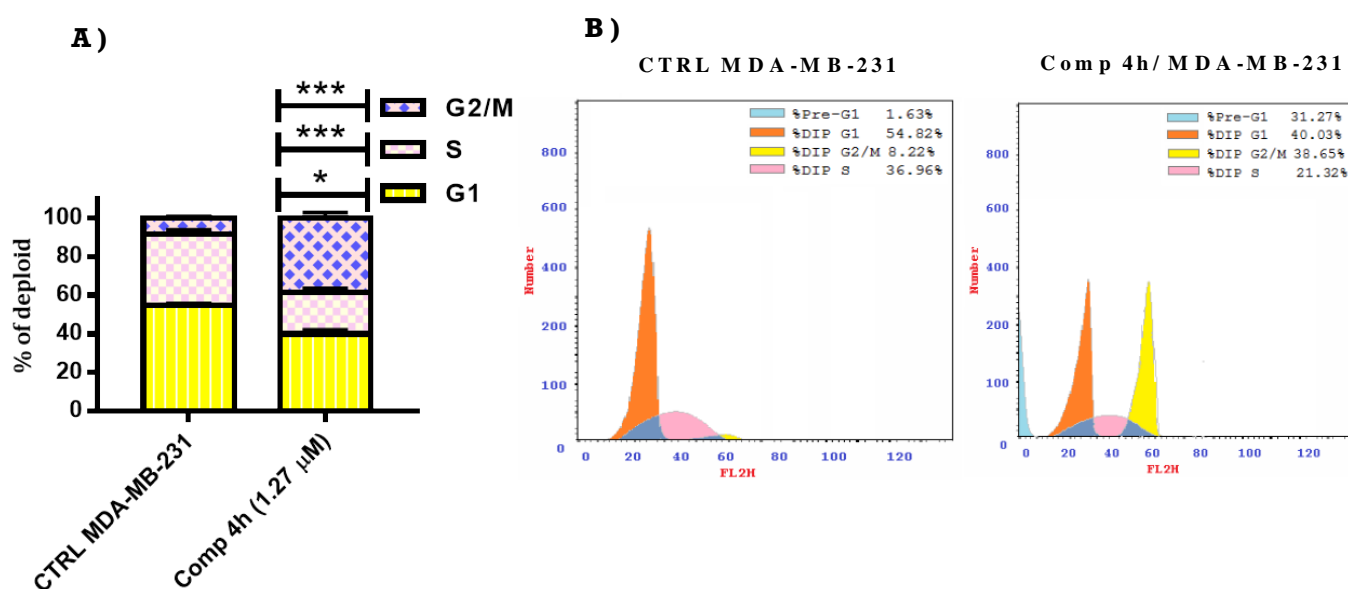 A)
***
***
*
G2/M
S
G1
% of deploid
100
80
60
40
20
0
CTRL MDA-MB-231
Comp 4h (1.27 μM)
B)
CTRL MDA-MB-231
%Pre-G1 1.63%
%DIP G1 54.82%
%DIP G2/M 8.22%
%DIP S 36.96%
Number
800
600
400
200
100
0
0 20 40 60 80 100 120
FL2H
Comp 4h/ MDA-MB-231
%Pre-G1 31.27%
%DIP G1 40.03%
%DIP G2/M 38.65%
%DIP S 21.32%
Number
800
600
400
200
100
0
0 20 40 60 80 100 120
FL2H